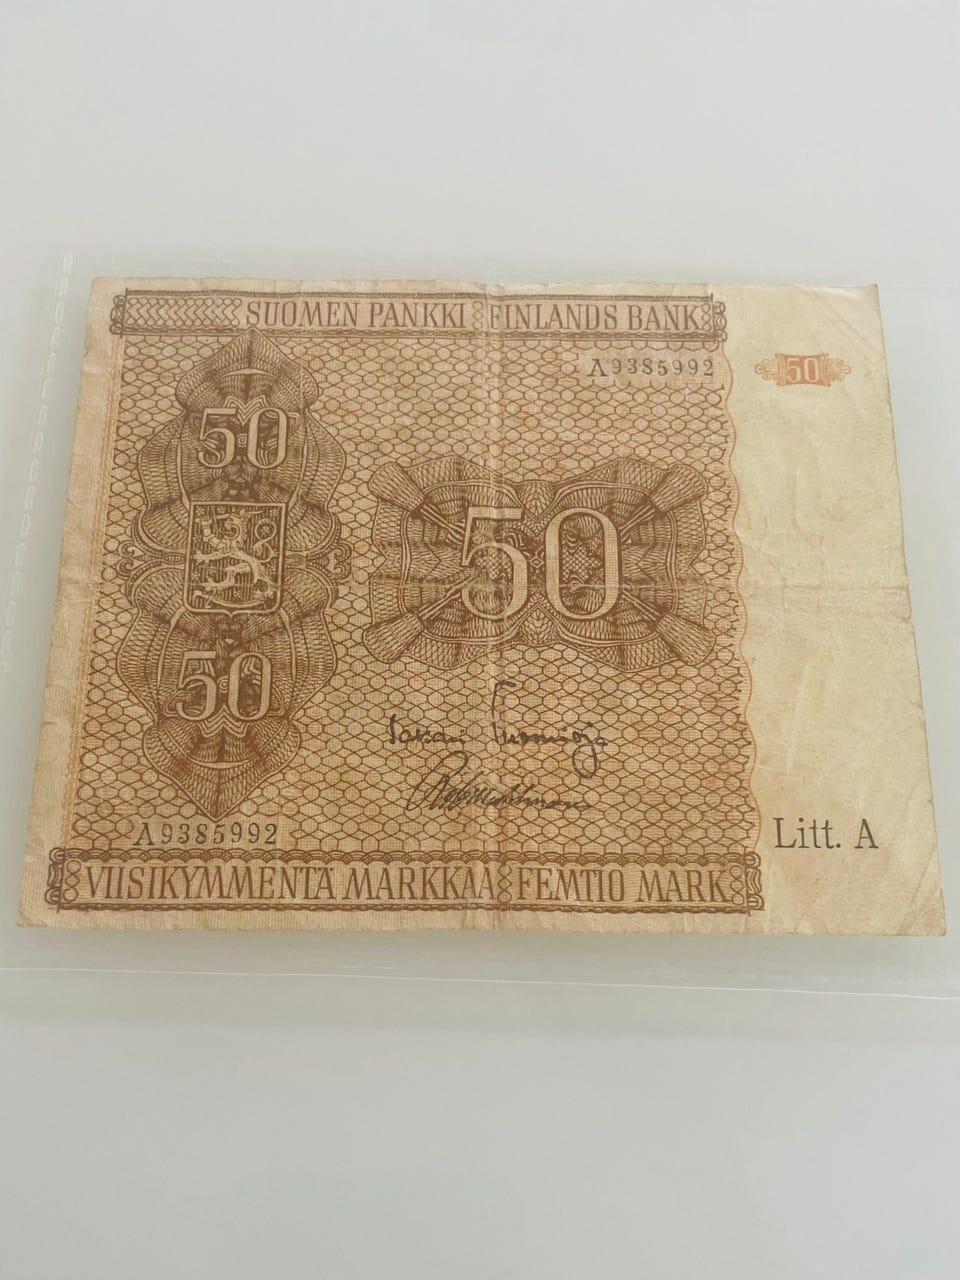 SUOMEN PANKKI FINLANDS BANK
A9385992
50
50
50
50
A9385992
Litt. A
VIISIKYMMENTÄ MARKKAA FEMTIO MARK